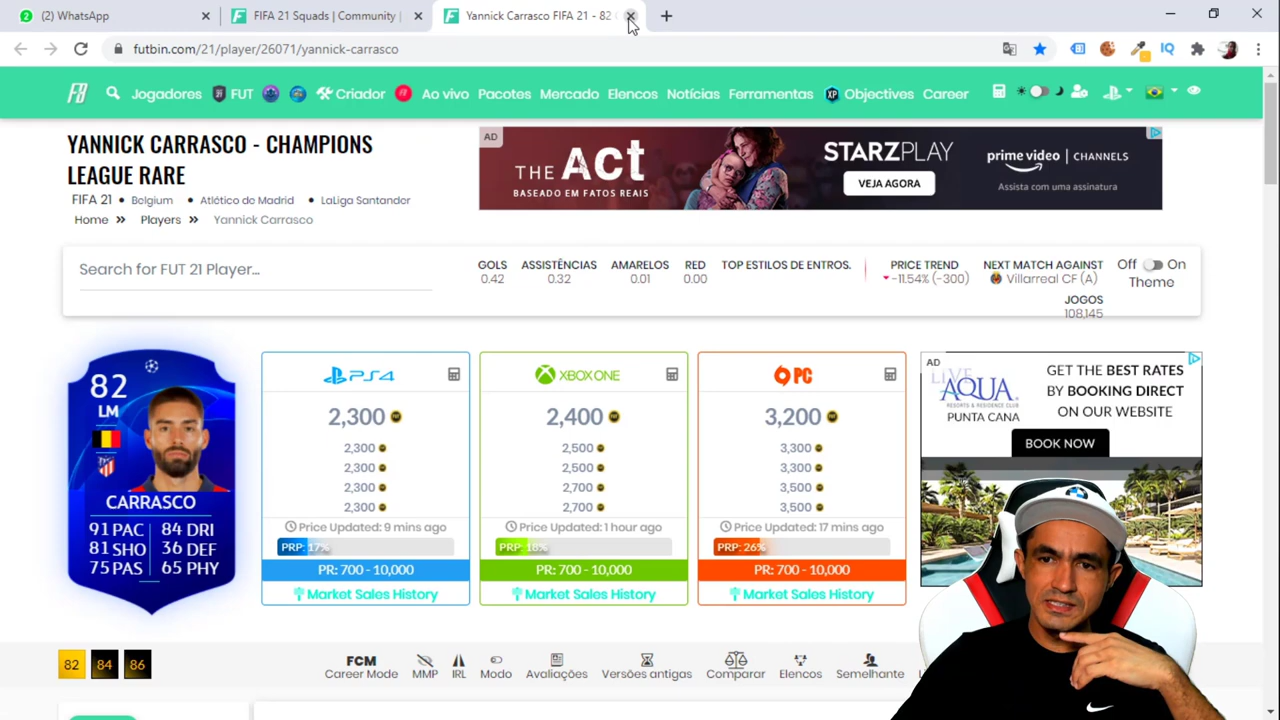 2 (2) WhatsApp
FIFA 21 Squads | Community |
Yannick Carrasco FIFA 21 - 82
futbin.com/21/player/26071/yannick-carrasco
IQ
Jogadores FUT Criador Ao vivo Pacotes Mercado Elencos Notícias Ferramentas XP Objectives Career
YANNICK CARRASCO - CHAMPIONS
LEAGUE RARE
FIFA 21 • Belgium • Atlético de Madrid • LaLiga Santander
Home » Players » Yannick Carrasco
AD
THE Act
BASEADO EM FATOS REAIS
STARZPLAY
VEJA AGORA
prime video | CHANNELS
Assista com uma assinatura
Search for FUT 21 Player...
GOLS ASSISTÊNCIAS AMARELOS RED TOP ESTILOS DE ENTROS. PRICE TREND NEXT MATCH AGAINST Off On
0.42 0.32 0.01 0.00 -11.54% (-300) Villarreal CF (A) Theme
JOGOS
108,145
82
LM
CARRASCO
91 PAC 84 DRI
81 SHO 36 DEF
75 PAS 65 PHY
PS4
2,300
2,300
2,300
2,300
2,300
Price Updated: 9 mins ago
PRP: 17%
PR: 700 - 10,000
Market Sales History
XBOX ONE
2,400
2,500
2,500
2,700
2,700
Price Updated: 1 hour ago
PRP: 18%
PR: 700 - 10,000
Market Sales History
PC
3,200
3,300
3,300
3,500
3,500
Price Updated: 17 mins ago
PRP: 26%
PR: 700 - 10,000
Market Sales History
AD
LIVE AQUA
RESORTS & RESIDENCE CLUB
PUNTA CANA
GET THE BEST RATES
BY BOOKING DIRECT
ON OUR WEBSITE
BOOK NOW
82 84 86
FCM
Career Mode MMP IRL Modo Avaliações Versões antigas Comparar Elencos Semelhante